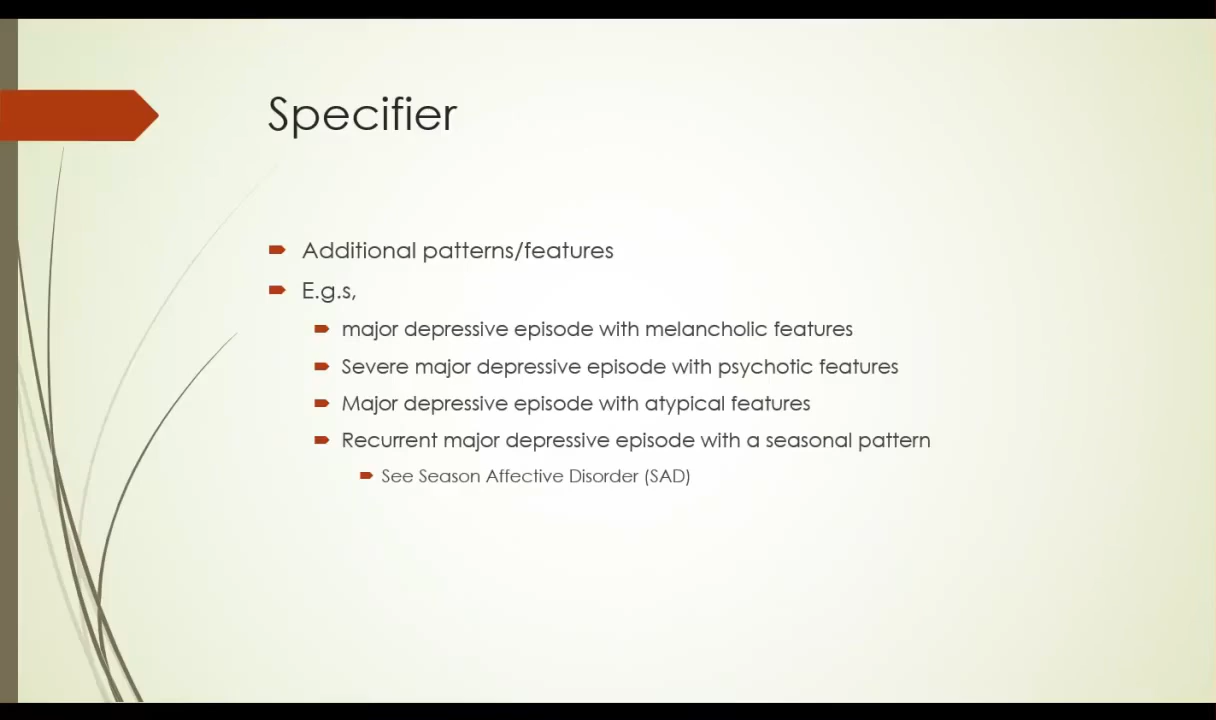 Specifier
Additional patterns/features
E.g.s,
major depressive episode with melancholic features
Severe major depressive episode with psychotic features
Major depressive episode with atypical features
Recurrent major depressive episode with a seasonal pattern
See Season Affective Disorder (SAD)